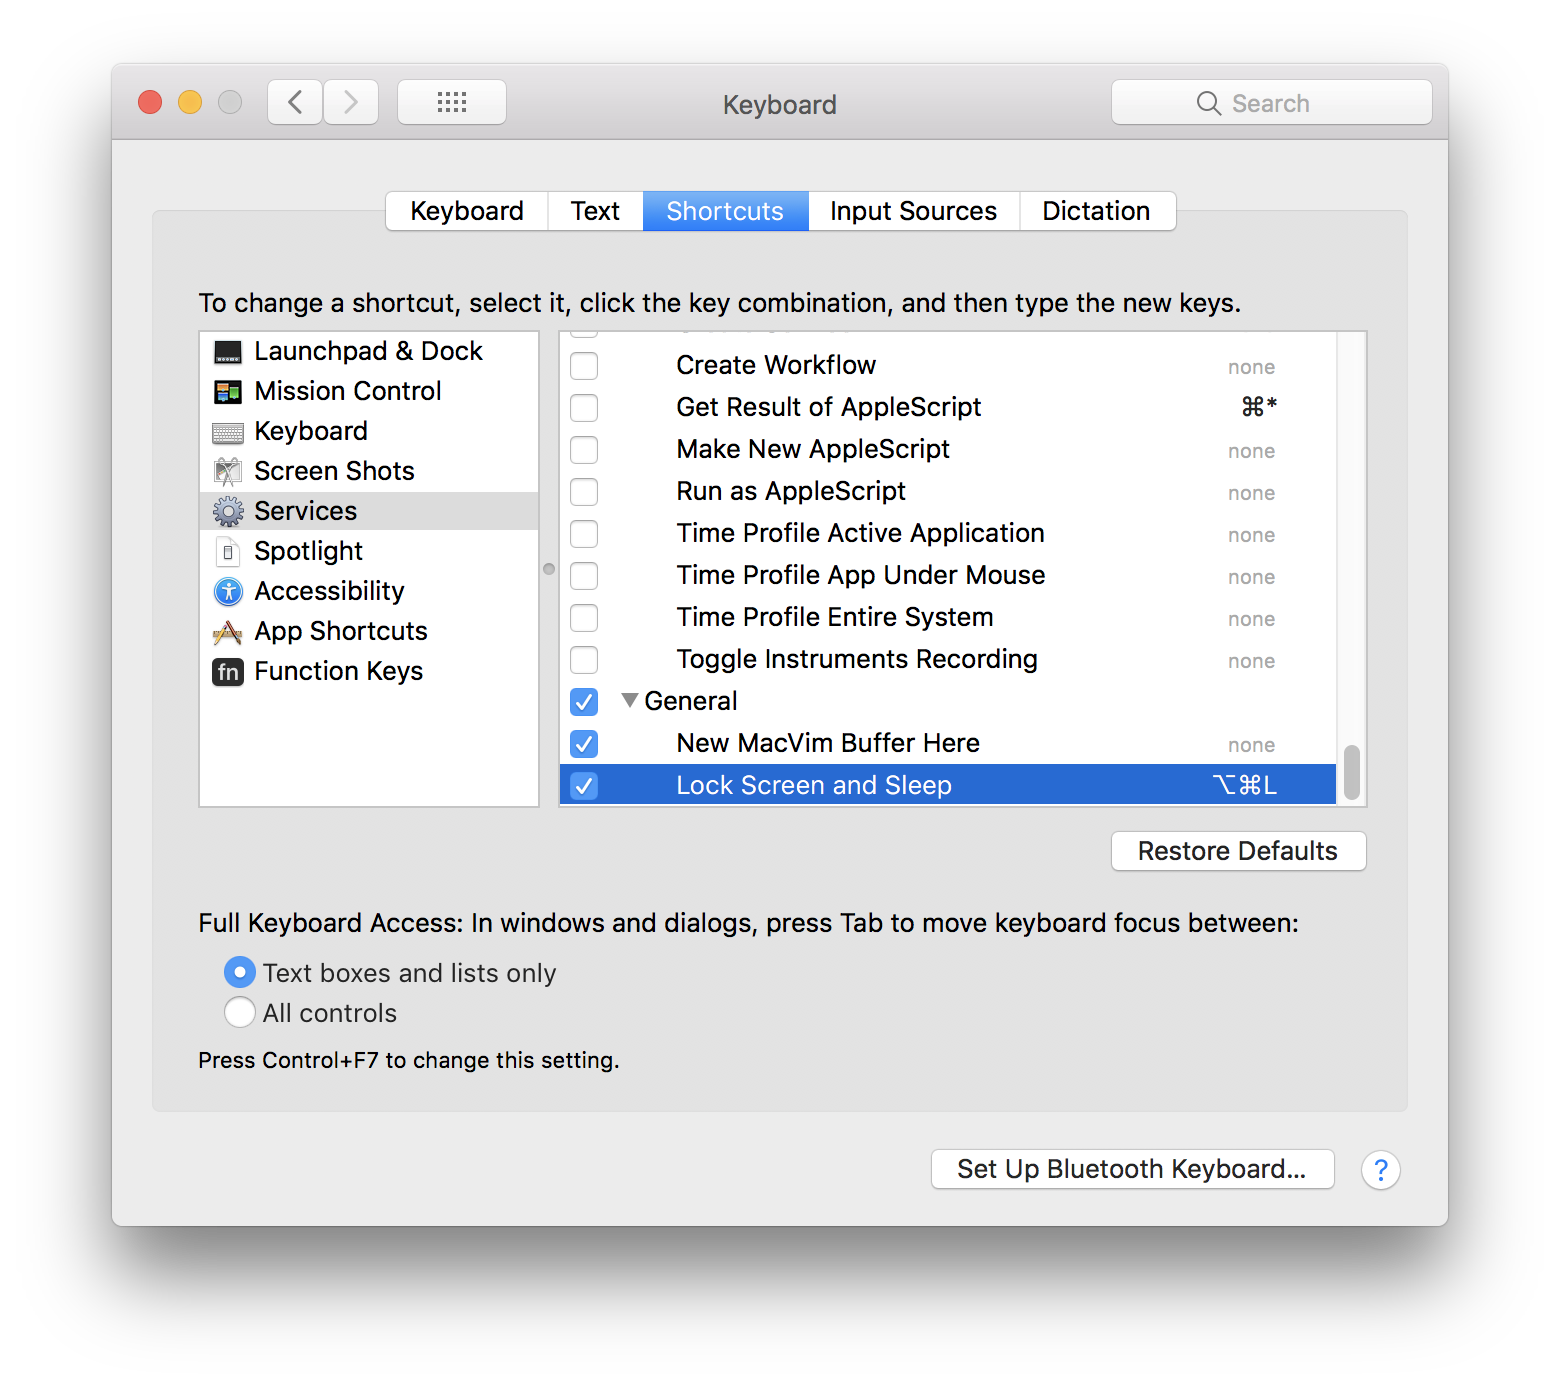 Keyboard
Search
Keyboard Text Shortcuts Input Sources Dictation
To change a shortcut, select it, click the key combination, and then type the new keys.
Launchpad & Dock
Mission Control
Keyboard
Screen Shots
Services
Spotlight
Accessibility
App Shortcuts
fn Function Keys
Create Workflow none
Get Result of AppleScript ⌘*
Make New AppleScript none
Run as AppleScript none
Time Profile Active Application none
Time Profile App Under Mouse none
Time Profile Entire System none
Toggle Instruments Recording none
General
New MacVim Buffer Here none
Lock Screen and Sleep ⌥⌘L
Restore Defaults
Full Keyboard Access: In windows and dialogs, press Tab to move keyboard focus between:
Text boxes and lists only
All controls
Press Control+F7 to change this setting.
Set Up Bluetooth Keyboard... ?